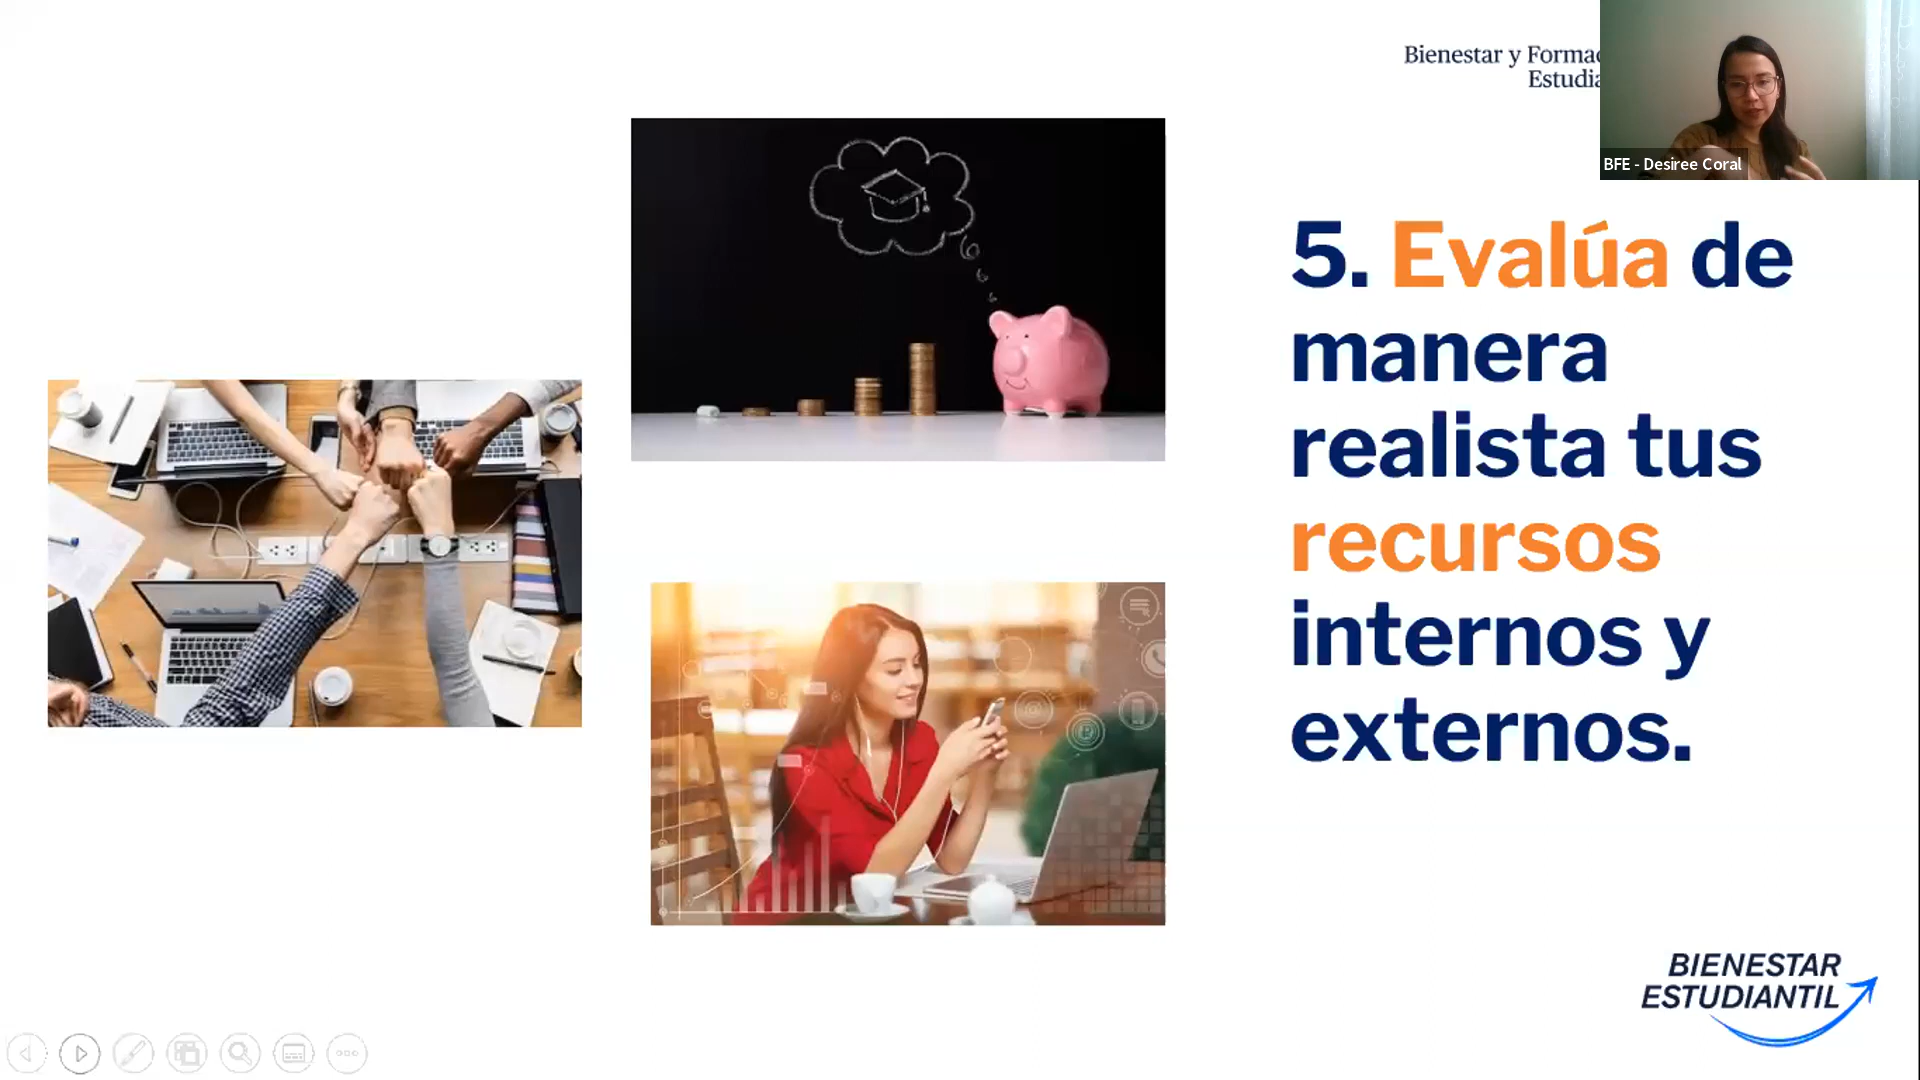 Bienestar y Formac
Estudia
BFE - Desiree Coral
5. Evalúa de
manera
realista tus
recursos
internos y
externos.
BIENESTAR
ESTUDIANTIL